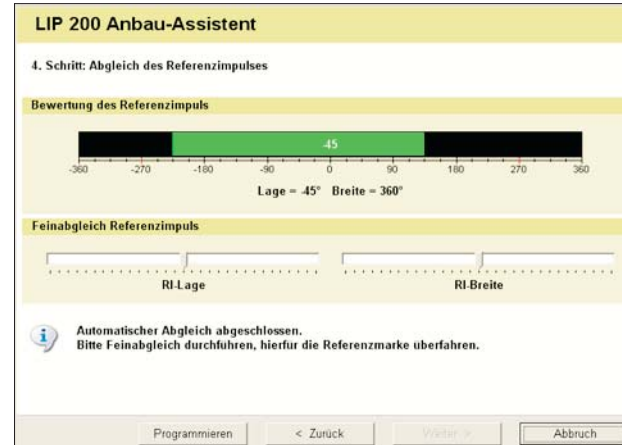 LIP 200 Anbau-Assistent
4. Schritt: Abgleich des Referenzimpulses
Bewertung des Referenzimpuls
-45
-360 -270 -180 -90 0 90 180 270 360
Lage = -45° Breite = 360°
Feinabgleich Referenzimpuls
RI-Lage RI-Breite
Automatischer Abgleich abgeschlossen.
Bitte Feinabgleich durchführen, hierfür die Referenzmarke überfahren.
Programmieren < Zurück Weiter > Abbruch